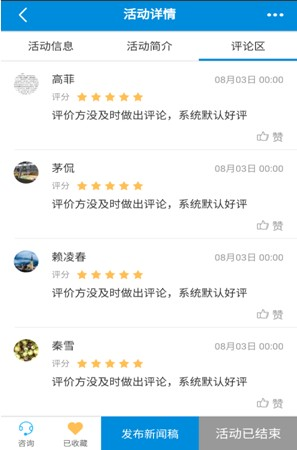 活动详情
活动信息 活动简介 评论区
高菲 08月03日 00:00
评分
评价方没及时做出评论，系统默认好评
赞
茅侃 08月03日 00:00
评分
评价方没及时做出评论，系统默认好评
赞
赖凌春 08月03日 00:00
评分
评价方没及时做出评论，系统默认好评
赞
秦雪 08月03日 00:00
评分
评价方没及时做出评论，系统默认好评
赞
咨询 已收藏 发布新闻稿 活动已结束